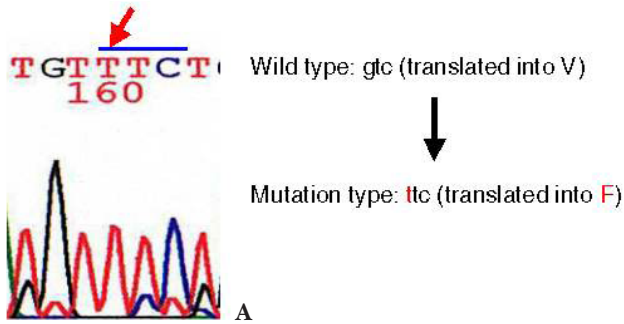 TGTTTCT
160
Wild type: gtc (translated into V)
Mutation type: ttc (translated into F)
A